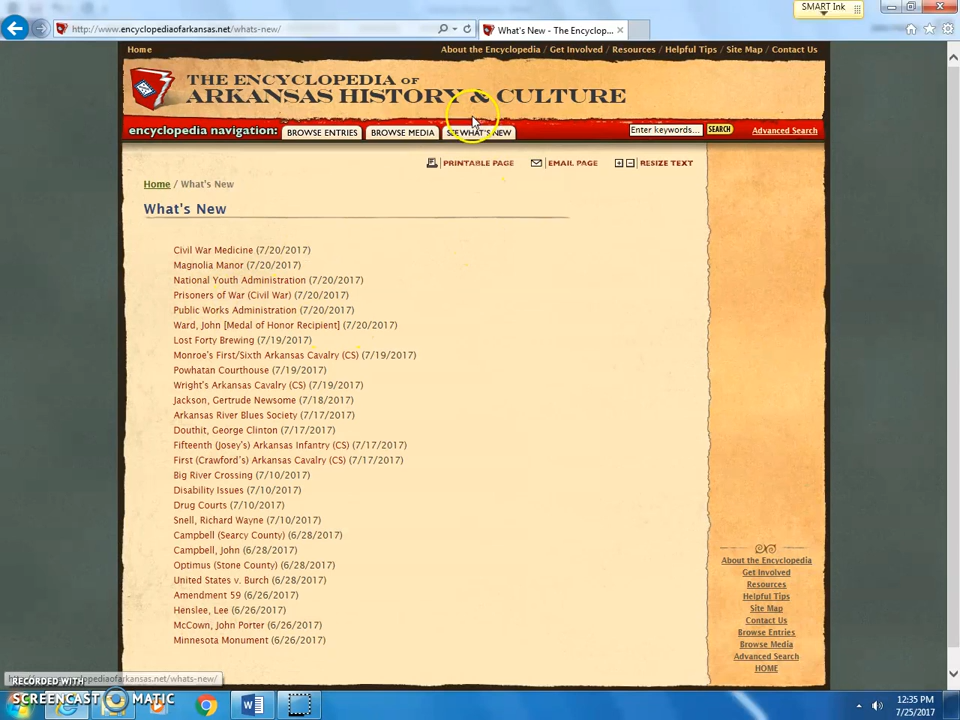 SMART Ink
http://www.encyclopediaofarkansas.net/whats-new/
What's New - The Encyclop...
Home
About the Encyclopedia / Get Involved / Resources / Helpful Tips / Site Map / Contact Us
THE ENCYCLOPEDIA OF
ARKANSAS HISTORY & CULTURE
encyclopedia navigation: BROWSE ENTRIES BROWSE MEDIA SEE WHAT'S NEW Enter keywords... SEARCH Advanced Search
PRINTABLE PAGE EMAIL PAGE RESIZE TEXT
Home / What's New
What's New
Civil War Medicine (7/20/2017)
Magnolia Manor (7/20/2017)
National Youth Administration (7/20/2017)
Prisoners of War (Civil War) (7/20/2017)
Public Works Administration (7/20/2017)
Ward, John [Medal of Honor Recipient] (7/20/2017)
Lost Forty Brewing (7/19/2017)
Monroe's First/Sixth Arkansas Cavalry (CS) (7/19/2017)
Powhatan Courthouse (7/19/2017)
Wright's Arkansas Cavalry (CS) (7/19/2017)
Jackson, Gertrude Newsome (7/18/2017)
Arkansas River Blues Society (7/17/2017)
Douthit, George Clinton (7/17/2017)
Fifteenth (Josey's) Arkansas Infantry (CS) (7/17/2017)
First (Crawford's) Arkansas Cavalry (CS) (7/17/2017)
Big River Crossing (7/10/2017)
Disability Issues (7/10/2017)
Drug Courts (7/10/2017)
Snell, Richard Wayne (7/10/2017)
Campbell (Searcy County) (6/28/2017)
Campbell, John (6/28/2017)
Optimus (Stone County) (6/28/2017)
United States v. Burch (6/28/2017)
Amendment 59 (6/26/2017)
Henslee, Lee (6/26/2017)
McCown, John Porter (6/26/2017)
Minnesota Monument (6/26/2017)
About the Encyclopedia
Get Involved
Resources
Helpful Tips
Site Map
Contact Us
Browse Entries
Browse Media
Advanced Search
HOME
RECORDED WITH
SCREENCAST MATIC
12:35 PM
7/25/2017